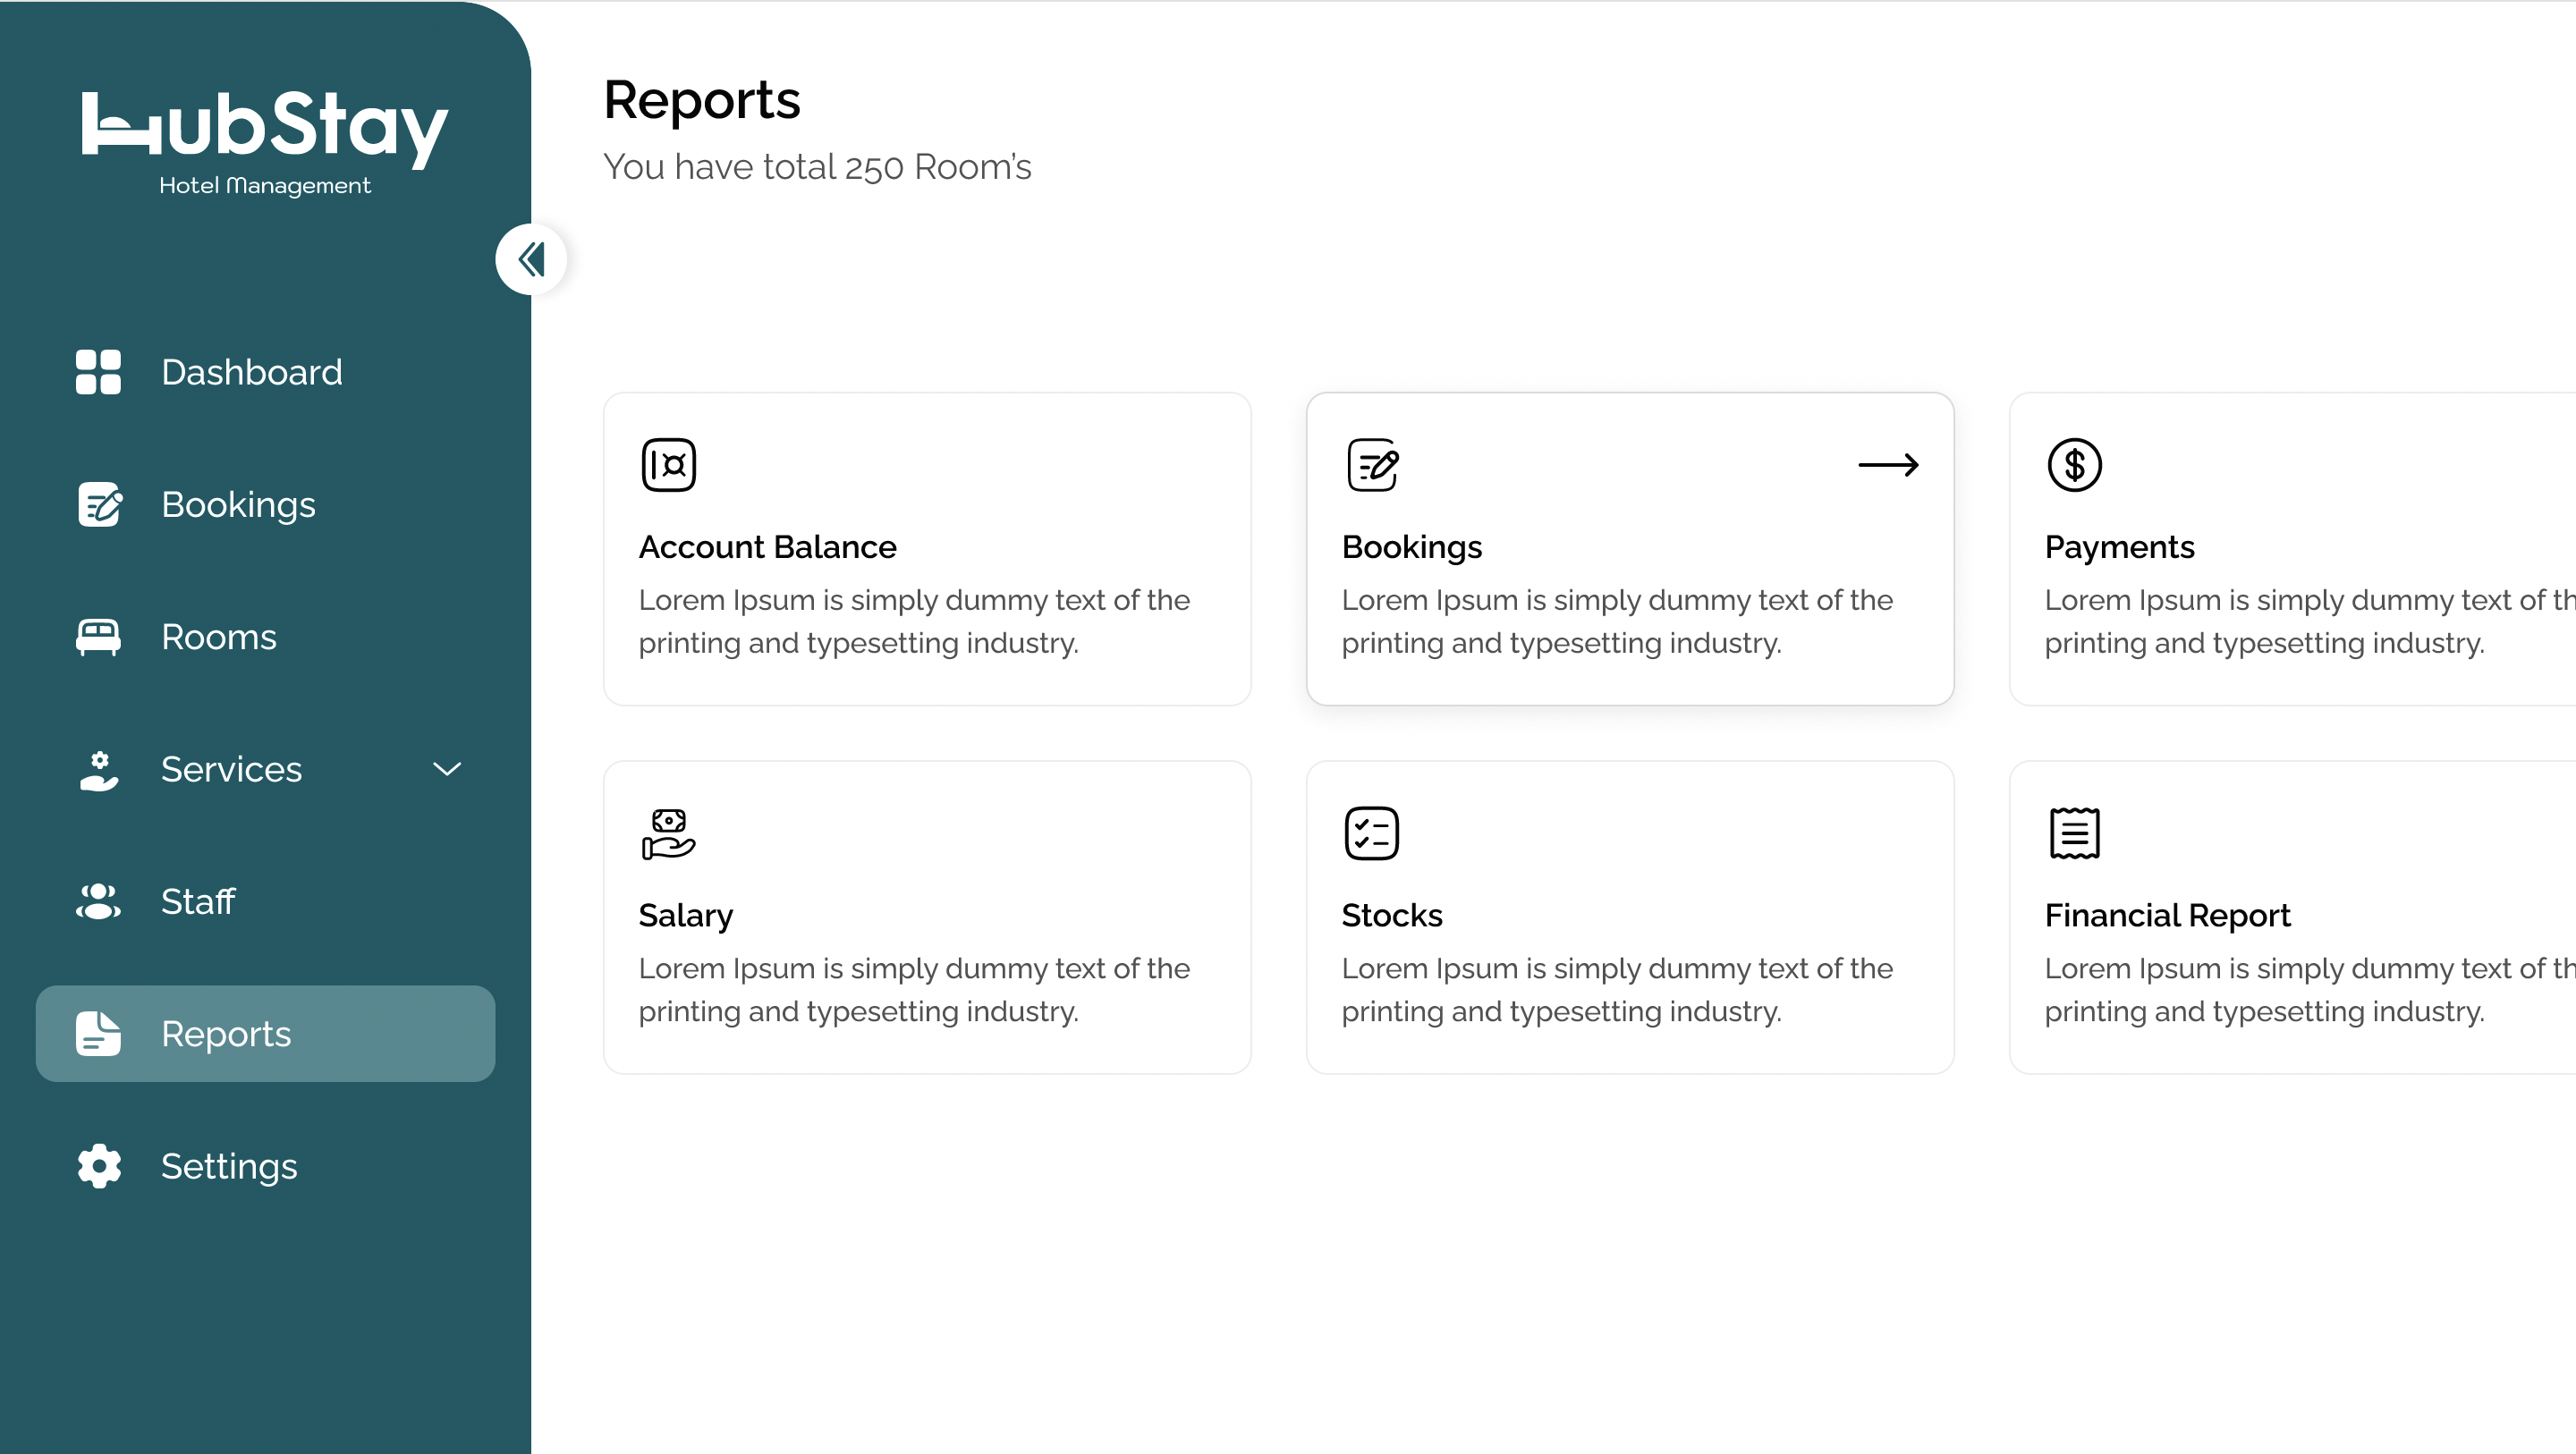 HubStay
Hotel Management
Dashboard
Bookings
Rooms
Services
Staff
Reports
Settings
Reports
You have total 250 Room’s
Account Balance
Lorem Ipsum is simply dummy text of the
printing and typesetting industry.
Bookings
Lorem Ipsum is simply dummy text of the
printing and typesetting industry.
Payments
Lorem Ipsum is simply dummy text of
printing and typesetting industry.
Salary
Lorem Ipsum is simply dummy text of the
printing and typesetting industry.
Stocks
Lorem Ipsum is simply dummy text of the
printing and typesetting industry.
Financial Report
Lorem Ipsum is simply dummy text of
printing and typesetting industry.